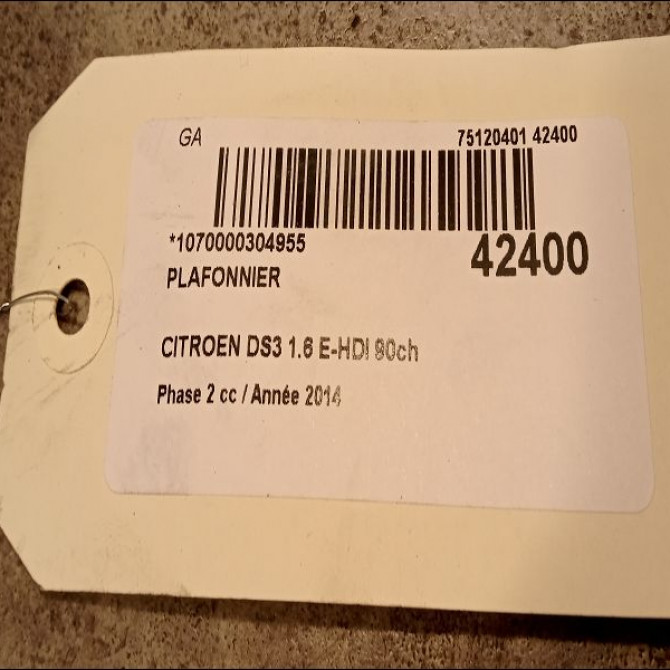 GA 75120401 42400
*1070000304955 42400
PLAFONNIER
CITROEN DS3 1.6 E-HDI 90ch
Phase 2 cc / Année 2014